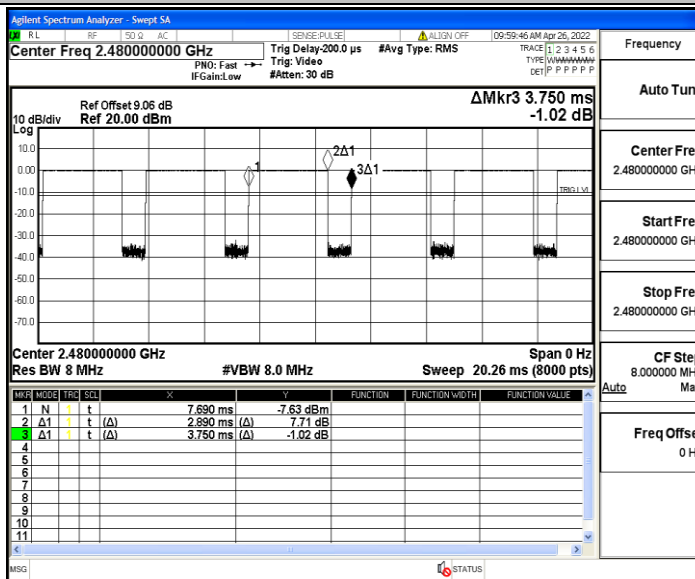 Agilent Spectrum Analyzer - Swept SA
RL RF 50 Ω AC SENSE:PULSE ALIGN OFF 09:59:46 AM Apr 26, 2022
Center Freq 2.480000000 GHz
PNO: Fast
IFGain:Low
Trig Delay-200.0 µs
Trig: Video
#Atten: 30 dB
#Avg Type: RMS
TRACE 1 2 3 4 5 6
TYPE WWWWWW
DET P P P P P P
ΔMkr3 3.750 ms
-1.02 dB
Ref Offset 9.06 dB
10 dB/div Ref 20.00 dBm
Log
10.0
0.00
-10.0
-20.0
-30.0
-40.0
-50.0
-60.0
-70.0
1
2Δ1
3Δ1
TRIG LVL
Center 2.480000000 GHz Span 0 Hz
Res BW 8 MHz #VBW 8.0 MHz Sweep 20.26 ms (8000 pts)
MKR MODE TRC SCL X Y FUNCTION FUNCTION WIDTH FUNCTION VALUE
1 N 1 t 7.690 ms -7.63 dBm
2 Δ1 1 t (Δ) 2.890 ms (Δ) 7.71 dB
3 Δ1 1 t (Δ) 3.750 ms (Δ) -1.02 dB
4
5
6
7
8
9
10
11
MSG STATUS
Frequency
Auto Tun
Center Fre
2.480000000 GH
Start Fre
2.480000000 GH
Stop Fre
2.480000000 GH
CF Step
8.000000 MH
Auto Ma
Freq Offse
0 H